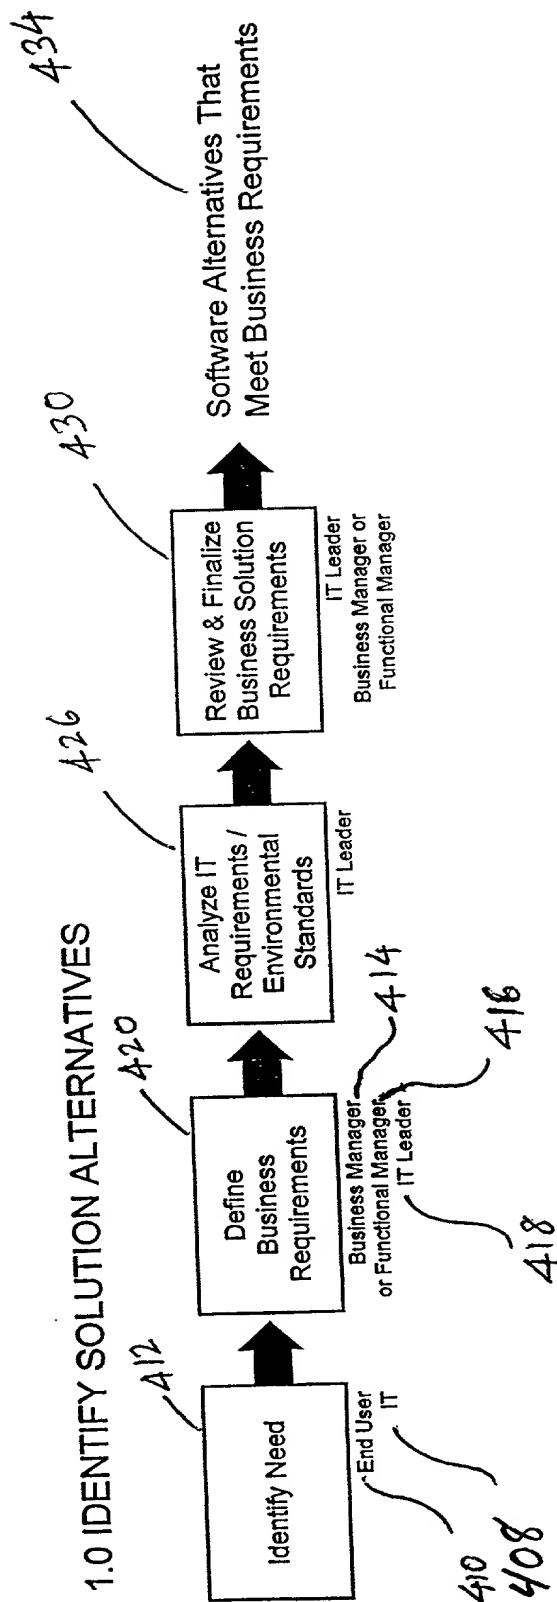 1.0 IDENTIFY SOLUTION ALTERNATIVES
412
Identify Need
End User
IT
410
408
420
Define
Business
Requirements
Business Manager
or Functional Manager
IT Leader
414
416
418
426
Analyze IT
Requirements /
Environmental
Standards
IT Leader
430
Review & Finalize
Business Solution
Requirements
IT Leader
Business Manager or
Functional Manager
434
Software Alternatives That
Meet Business Requirements